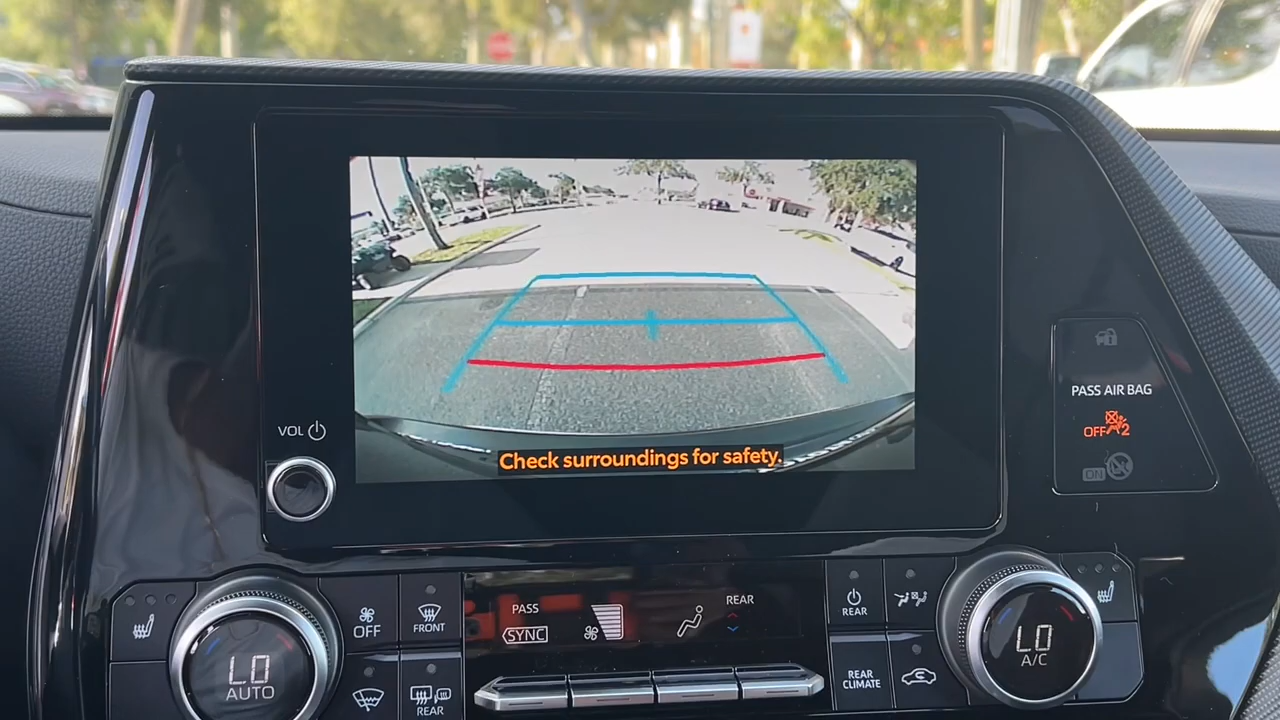 VOL
Check surroundings for safety.
PASS AIR BAG
OFF 2
ON
OFF
FRONT
PASS
SYNC
REAR
REAR
LO
AUTO
REAR
REAR
CLIMATE
LO
A/C